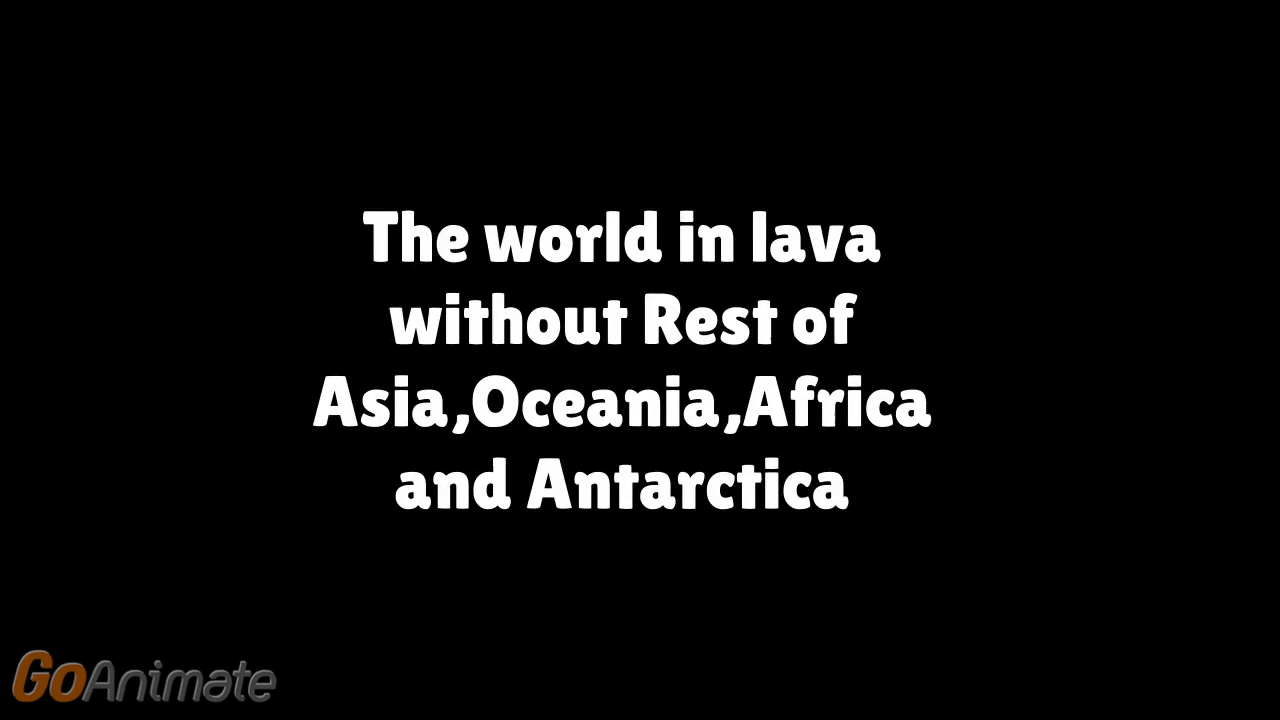 The world in lava
without Rest of
Asia,Oceania,Africa
and Antarctica
GoAnimate